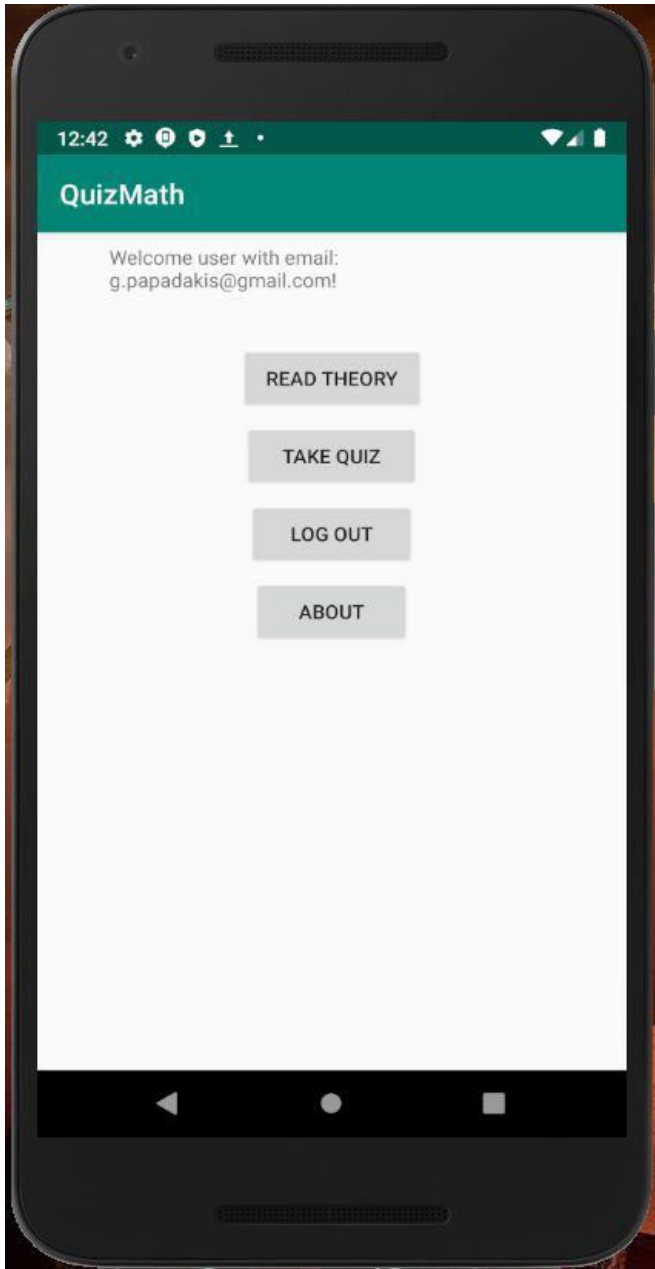 12:42
QuizMath
Welcome user with email:
g.papadakis@gmail.com!
READ THEORY
TAKE QUIZ
LOG OUT
ABOUT